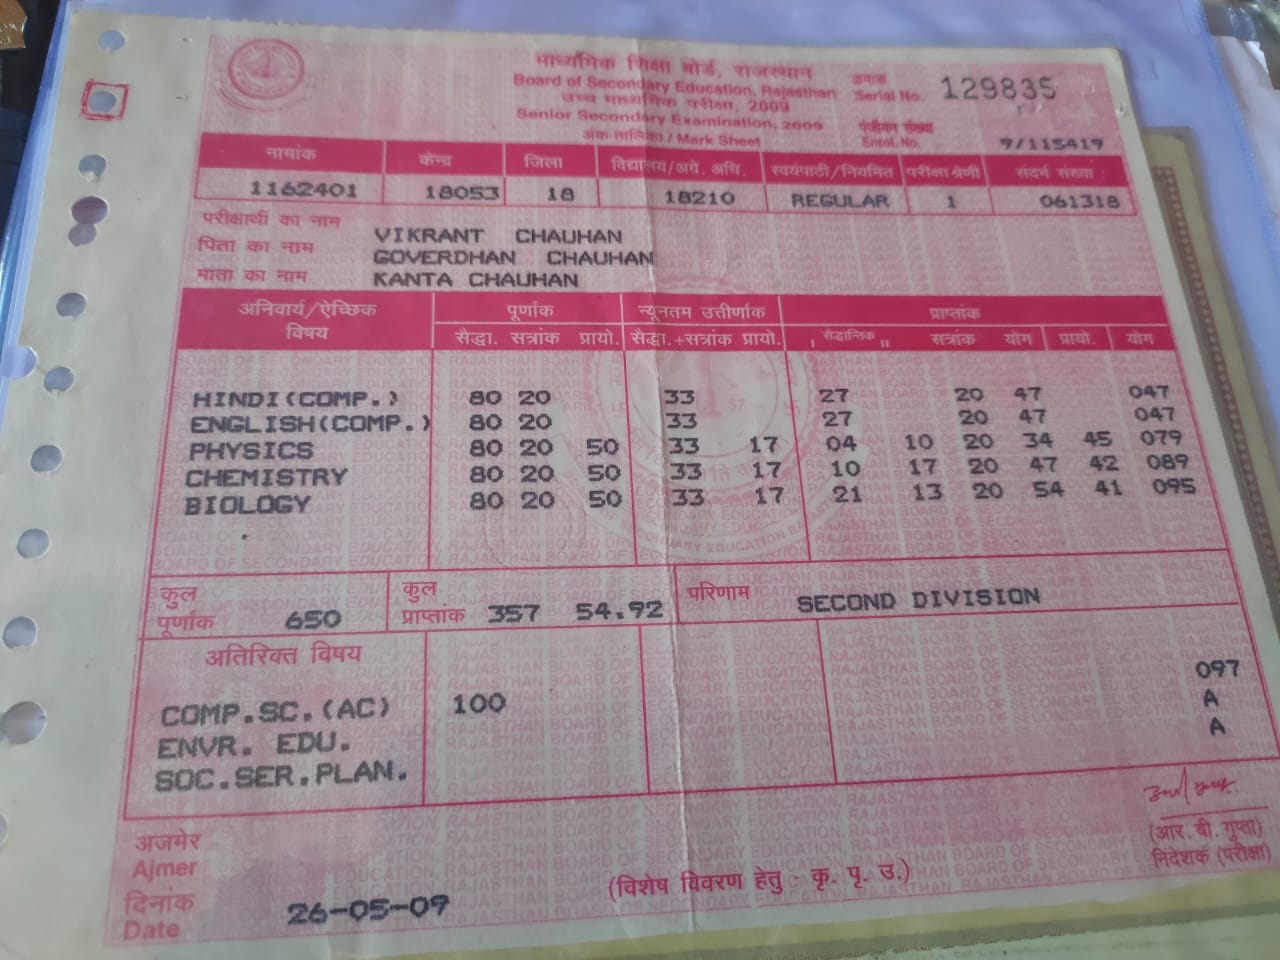 माध्यमिक शिक्षा बोर्ड, राजस्थान
Board of Secondary Education, Rajasthan
उच्च माध्यमिक परीक्षा, 2009
Senior Secondary Examination, 2009
अंक-तालिका / Mark Sheet
क्रमांक
Serial No. 129835
पंजीयन संख्या
Enrol. No. 9/115419
नामांक केन्द्र जिला विद्यालय/अग्रे. अधि. स्वयंपाठी/नियमित परीक्षा श्रेणी संदर्भ संख्या
1162401 18053 18 18210 REGULAR 1 061318
परीक्षार्थी का नाम VIKRANT CHAUHAN
पिता का नाम GOVERDHAN CHAUHAN
माता का नाम KANTA CHAUHAN
अनिवार्य/ऐच्छिक विषय पूर्णांक न्यूनतम उत्तीर्णांक प्राप्तांक
सैद्धा. सत्रांक प्रायो. सैद्धा.+सत्रांक प्रायो. I सैद्धान्तिक II सत्रांक योग प्रायो. योग
HINDI(COMP.) 80 20 33 27 20 47 047
ENGLISH(COMP.) 80 20 33 27 20 47 047
PHYSICS 80 20 50 33 17 04 10 20 34 45 079
CHEMISTRY 80 20 50 33 17 10 17 20 47 42 089
BIOLOGY 80 20 50 33 17 21 13 20 54 41 095
कुल पूर्णांक 650 कुल प्राप्तांक 357 54.92 परिणाम SECOND DIVISION
अतिरिक्त विषय
COMP.SC.(AC) 100 097
ENVR. EDU. A
SOC.SER.PLAN. A
अजमेर
Ajmer
दिनांक
Date 26-05-09
(विशेष विवरण हेतु - कृ. पृ. उ.)
(आर. बी. गुप्ता)
निदेशक (परीक्षा)